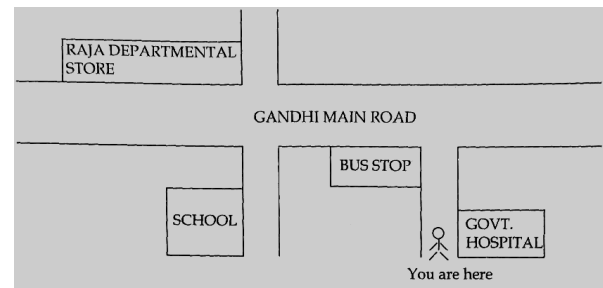 RAJA DEPARTMENTAL
STORE
GANDHI MAIN ROAD
BUS STOP
SCHOOL
GOVT.
HOSPITAL
You are here